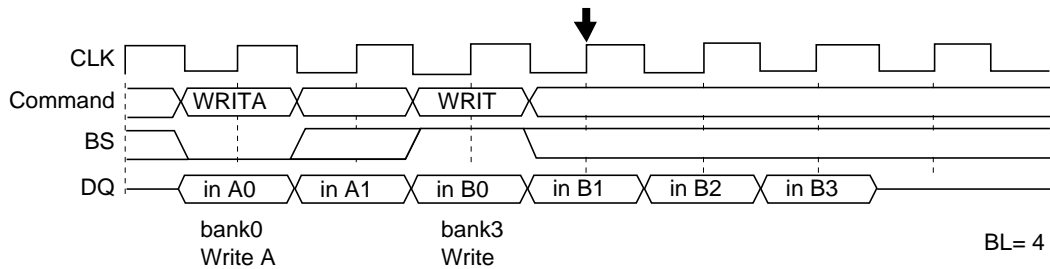 CLK
Command WRITA WRIT
BS
DQ in A0 in A1 in B0 in B1 in B2 in B3
bank0 bank3
Write A Write
BL= 4